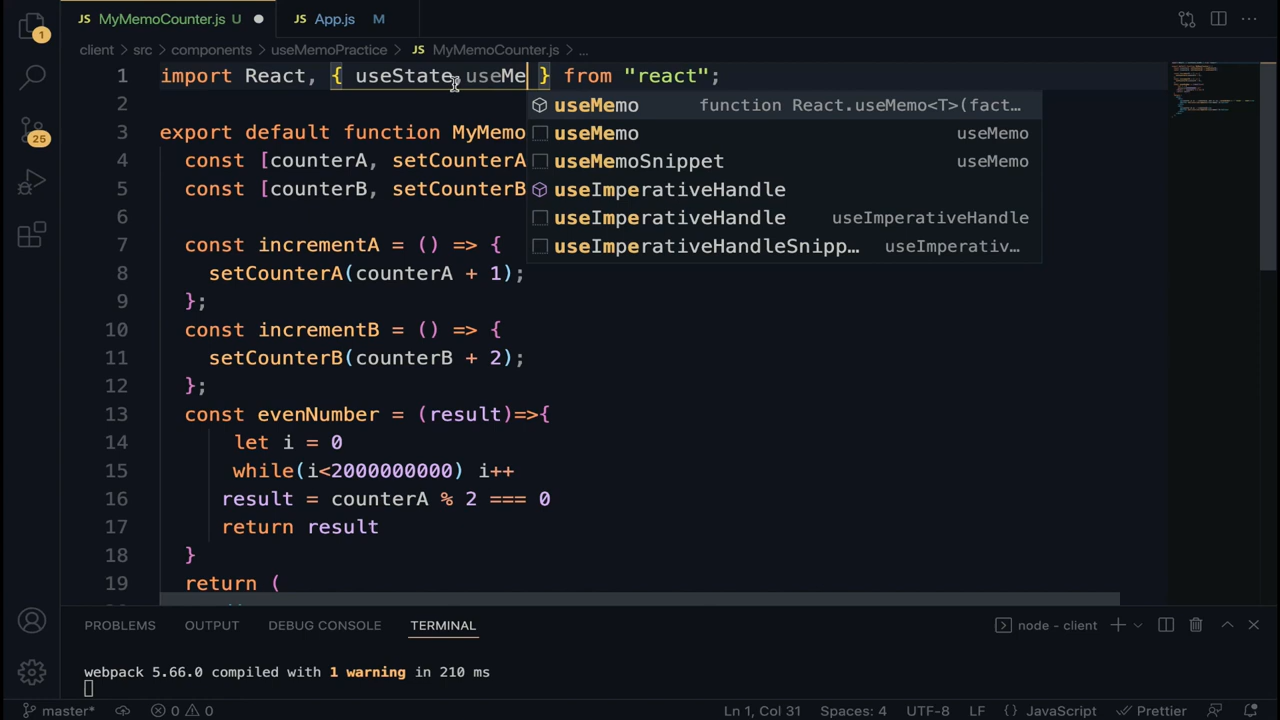 JS MyMemoCounter.js U
JS App.js M
client > src > components > useMemoPractice > JS MyMemoCounter.js > ...
1 import React, { useState, useMe } from "react";
useMemo function React.useMemo<T>(fact…
2
useMemo useMemo
3 export default function MyMemo
useMemoSnippet useMemo
4 const [counterA, setCounterA
useImperativeHandle
5 const [counterB, setCounterB
useImperativeHandle useImperativeHandle
6
useImperativeHandleSnipp… useImperativ…
7 const incrementA = () => {
8 setCounterA(counterA + 1);
9 };
10 const incrementB = () => {
11 setCounterB(counterB + 2);
12 };
13 const evenNumber = (result)=>{
14 let i = 0
15 while(i<2000000000) i++
16 result = counterA % 2 === 0
17 return result
18 }
19 return (
1
25
PROBLEMS OUTPUT DEBUG CONSOLE TERMINAL
node - client
webpack 5.66.0 compiled with 1 warning in 210 ms
master* 0 0 Ln 1, Col 31 Spaces: 4 UTF-8 LF {} JavaScript Prettier